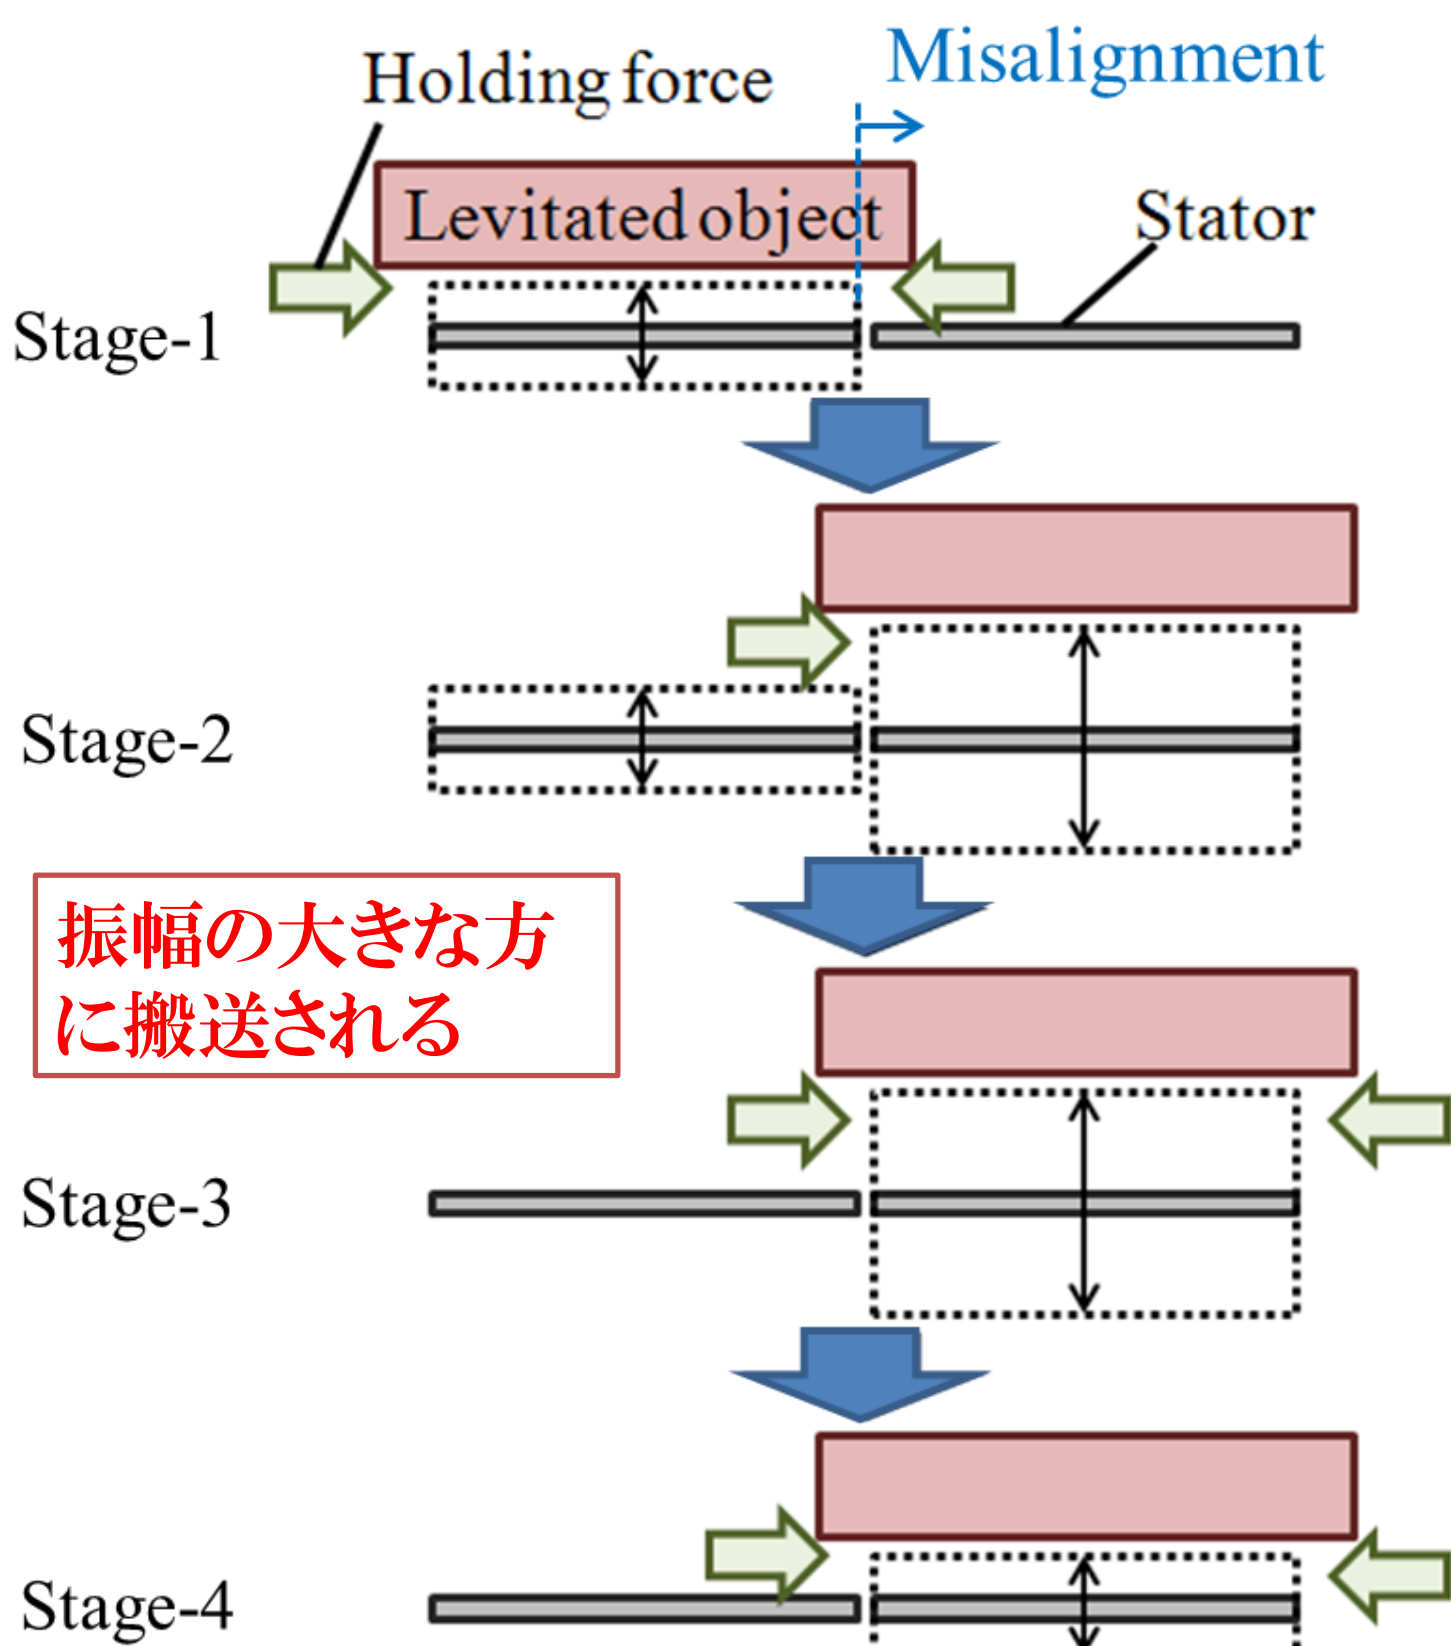 Misalignment
Holding force
Levitated object
Stator
Stage-1
Stage-2
振幅の大きな方
に搬送される
Stage-3
Stage-4